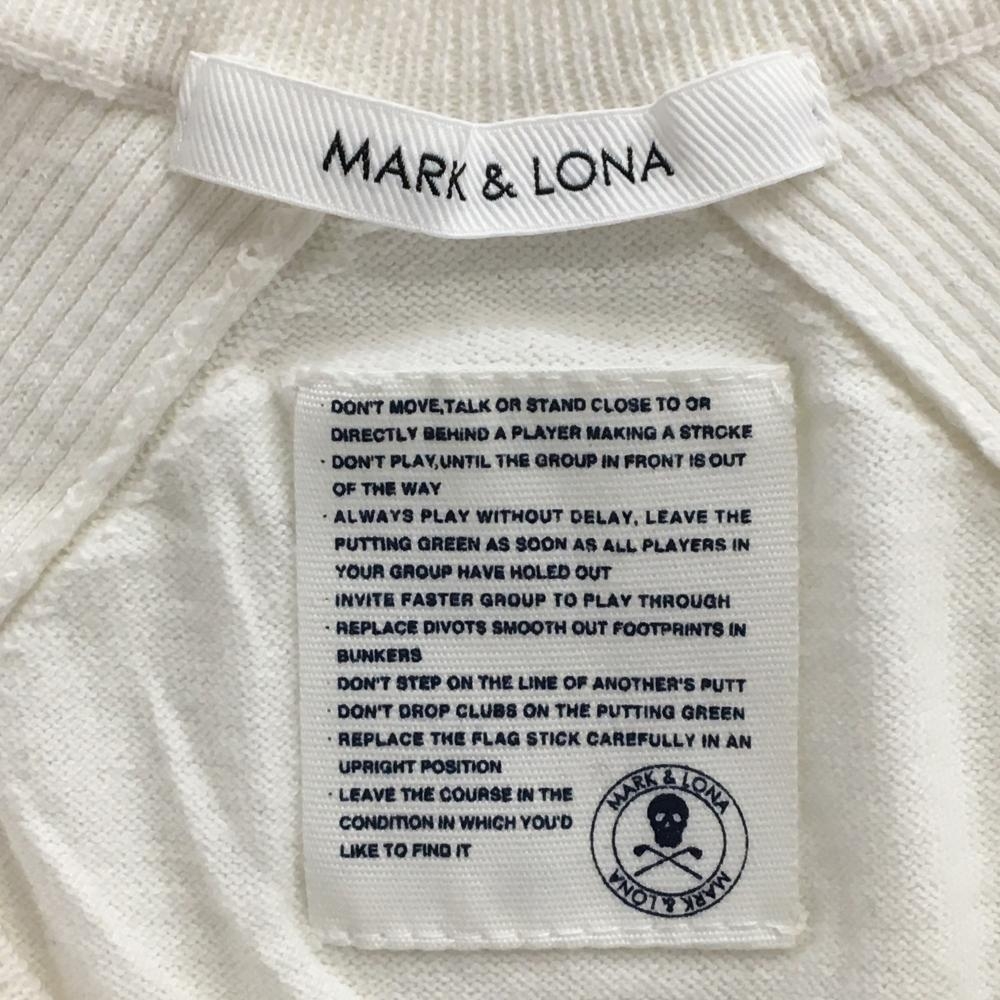 MARK & LONA
· DON'T MOVE,TALK OR STAND CLOSE TO OR
DIRECTLY BEHIND A PLAYER MAKING A STROKE
· DON'T PLAY,UNTIL THE GROUP IN FRONT IS OUT
OF THE WAY
· ALWAYS PLAY WITHOUT DELAY, LEAVE THE
PUTTING GREEN AS SOON AS ALL PLAYERS IN
YOUR GROUP HAVE HOLED OUT
· INVITE FASTER GROUP TO PLAY THROUGH
· REPLACE DIVOTS SMOOTH OUT FOOTPRINTS IN
BUNKERS
DON'T STEP ON THE LINE OF ANOTHER'S PUTT
· DON'T DROP CLUBS ON THE PUTTING GREEN
· REPLACE THE FLAG STICK CAREFULLY IN AN
UPRIGHT POSITION
· LEAVE THE COURSE IN THE
CONDITION IN WHICH YOU'D
LIKE TO FIND IT
MARK & LONA
MARK & LONA